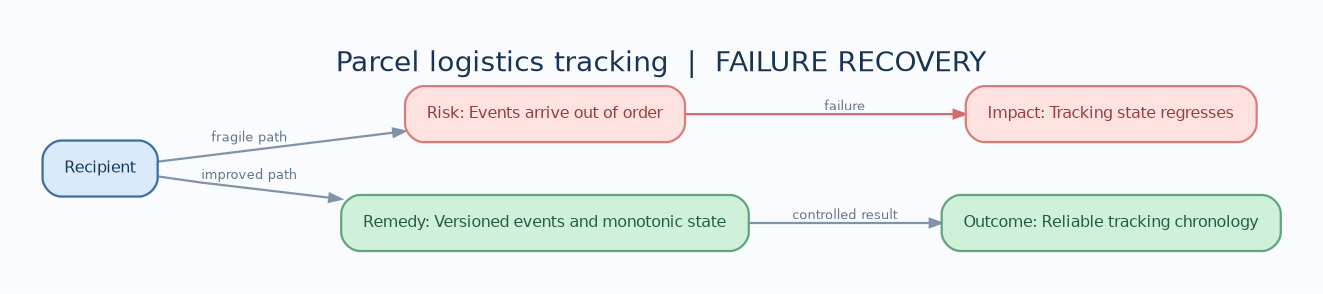 Parcel logistics tracking | FAILURE RECOVERY
Recipient
fragile path
Risk: Events arrive out of order
failure
Impact: Tracking state regresses
improved path
Remedy: Versioned events and monotonic state
controlled result
Outcome: Reliable tracking chronology